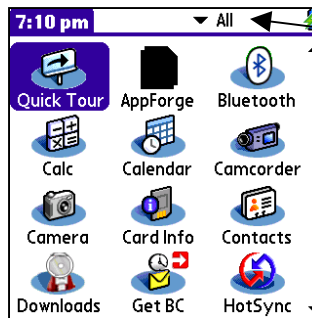 7:10 pm All
Quick Tour AppForge Bluetooth
Calc Calendar Camcorder
Camera Card Info Contacts
Downloads Get BC HotSync